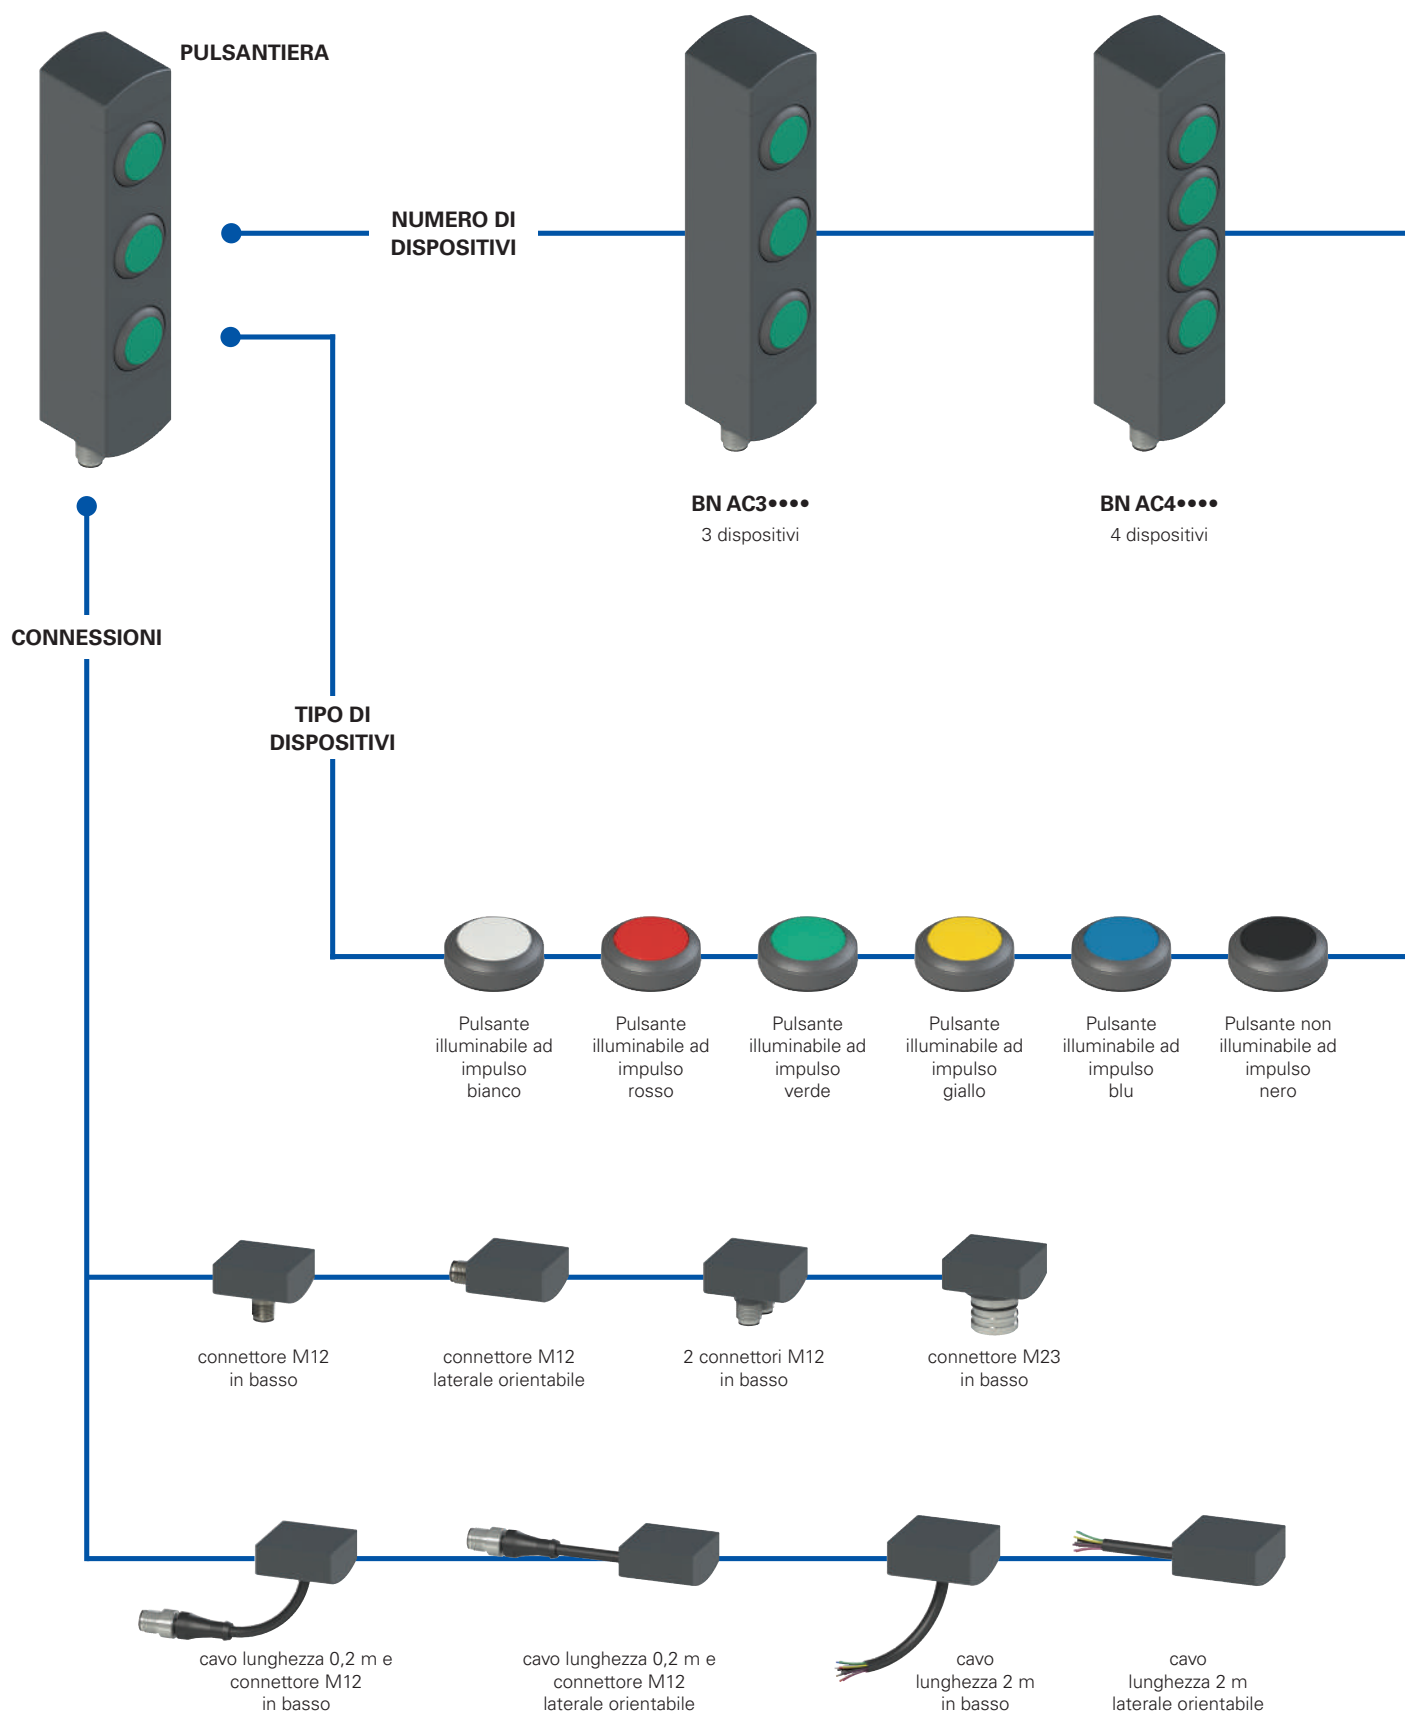 PULSANTIERA
NUMERO DI
DISPOSITIVI
BN AC3••••
3 dispositivi
BN AC4••••
4 dispositivi
CONNESSIONI
TIPO DI
DISPOSITIVI
Pulsante
illuminabile ad
impulso
bianco
Pulsante
illuminabile ad
impulso
rosso
Pulsante
illuminabile ad
impulso
verde
Pulsante
illuminabile ad
impulso
giallo
Pulsante
illuminabile ad
impulso
blu
Pulsante non
illuminabile ad
impulso
nero
connettore M12
in basso
connettore M12
laterale orientabile
2 connettori M12
in basso
connettore M23
in basso
cavo lunghezza 0,2 m e
connettore M12
in basso
cavo lunghezza 0,2 m e
connettore M12
laterale orientabile
cavo
lunghezza 2 m
in basso
cavo
lunghezza 2 m
laterale orientabile